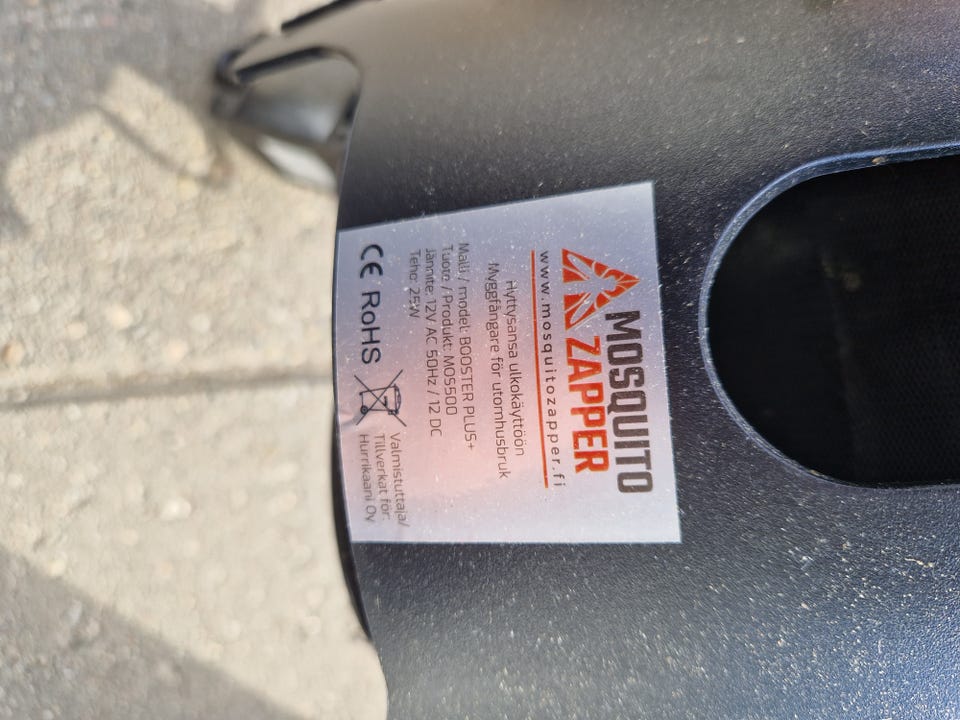 MOSQUITO
ZAPPER
www.mosquitozapper.fi
Hyttysansa ulkokäyttöön
Myggfångare för utomhusbruk
Malli / model: BOOSTER PLUS+
Tuote / Produkt: MOS500
Jännite: 12V AC 50Hz / 12 DC
Teho: 25W
CE RoHS
Valmistuttaja/
Tillverkat för:
Hurrikaani Oy